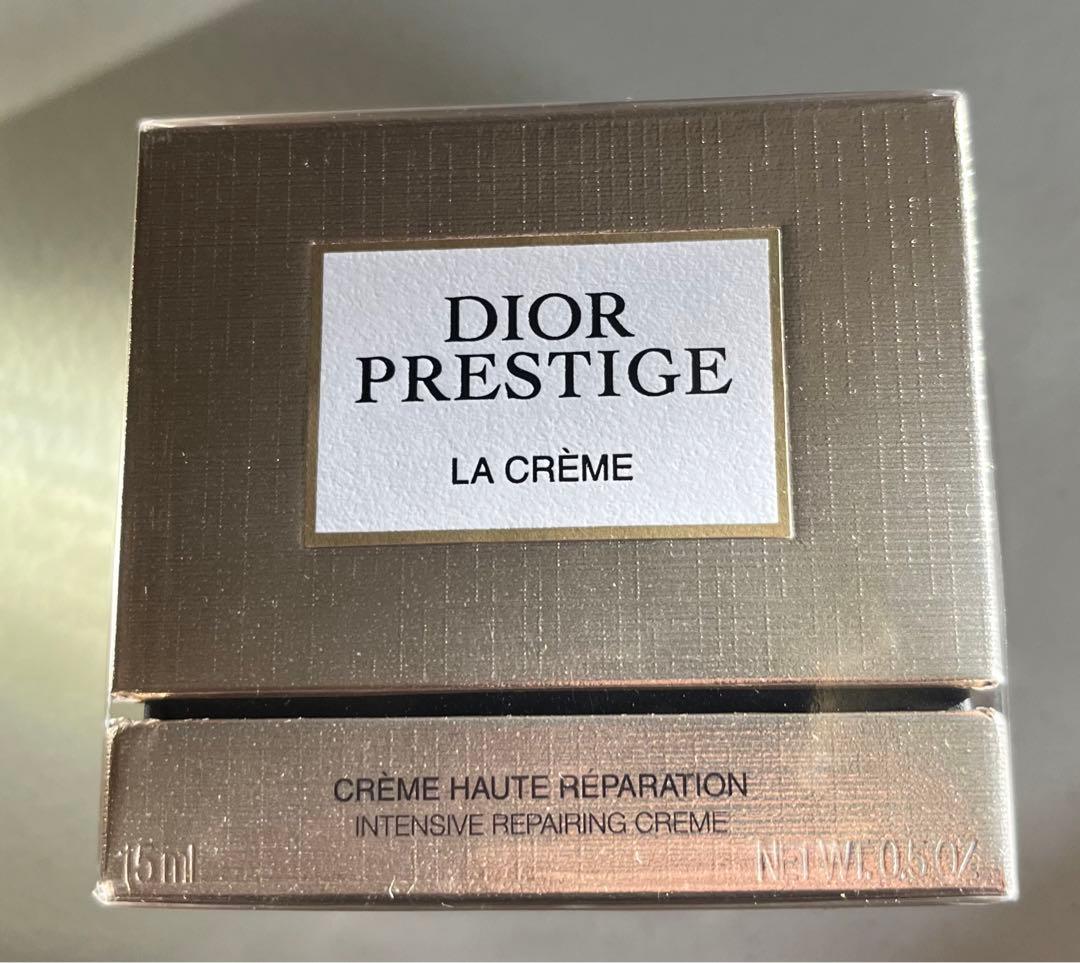 DIOR
PRESTIGE
LA CRÈME
CRÈME HAUTE RÉPARATION
INTENSIVE REPAIRING CREME
15 ml NET WT. 0.5 OZ.